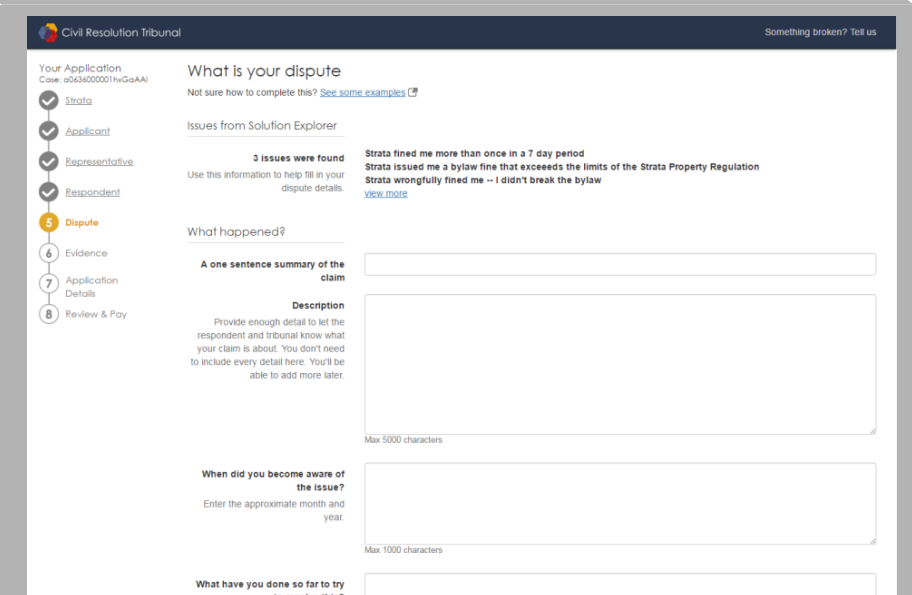 Civil Resolution Tribunal
Something broken? Tell us
Your Application
Case: a0636000001hxGaAAI
Strata
Applicant
Representative
Respondent
5 Dispute
6 Evidence
7 Application
Details
8 Review & Pay
What is your dispute
Not sure how to complete this? See some examples
Issues from Solution Explorer
3 issues were found
Use this information to help fill in your
dispute details.
Strata fined me more than once in a 7 day period
Strata issued me a bylaw fine that exceeeds the limits of the Strata Property Regulation
Strata wrongfully fined me -- I didn't break the bylaw
view more
What happened?
A one sentence summary of the
claim
Description
Provide enough detail to let the
respondent and tribunal know what
your claim is about. You don't need
to include every detail here. You'll be
able to add more later.
Max 5000 characters
When did you become aware of
the issue?
Enter the approximate month and
year.
Max 1000 characters
What have you done so far to try